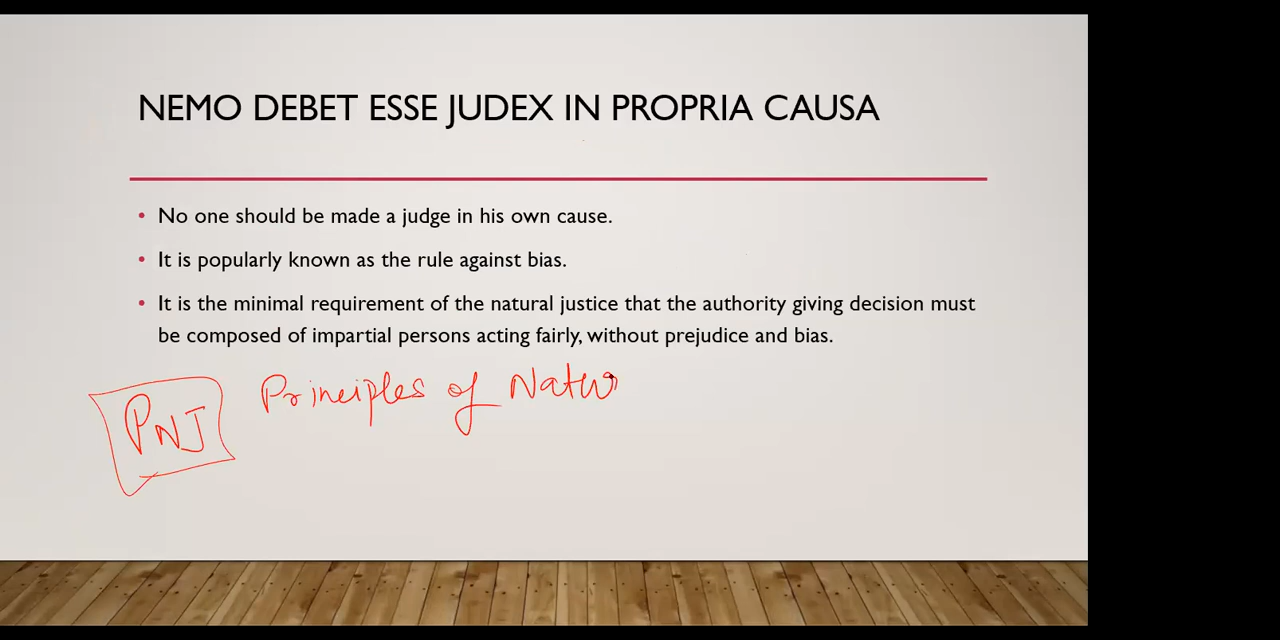 NEMO DEBET ESSE JUDEX IN PROPRIA CAUSA
• No one should be made a judge in his own cause.
• It is popularly known as the rule against bias.
• It is the minimal requirement of the natural justice that the authority giving decision must
be composed of impartial persons acting fairly, without prejudice and bias.
Principles of Natur
PNJ